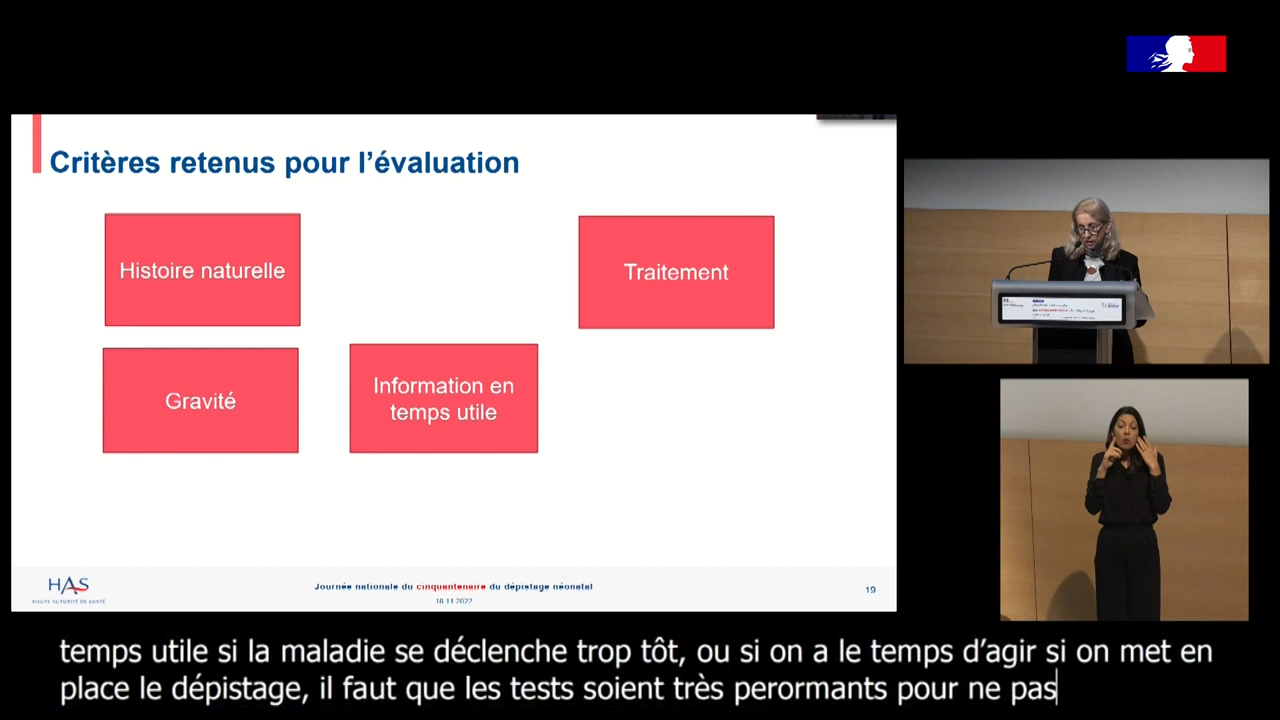 Critères retenus pour l'évaluation
Histoire naturelle
Traitement
Gravité
Information en
temps utile
HAS
HAUTE AUTORITÉ DE SANTÉ
Journée nationale du cinquantenaire du dépistage néonatal
18.11.2022
19
temps utile si la maladie se déclenche trop tôt, ou si on a le temps d'agir si on met en
place le dépistage, il faut que les tests soient très perormants pour ne pas